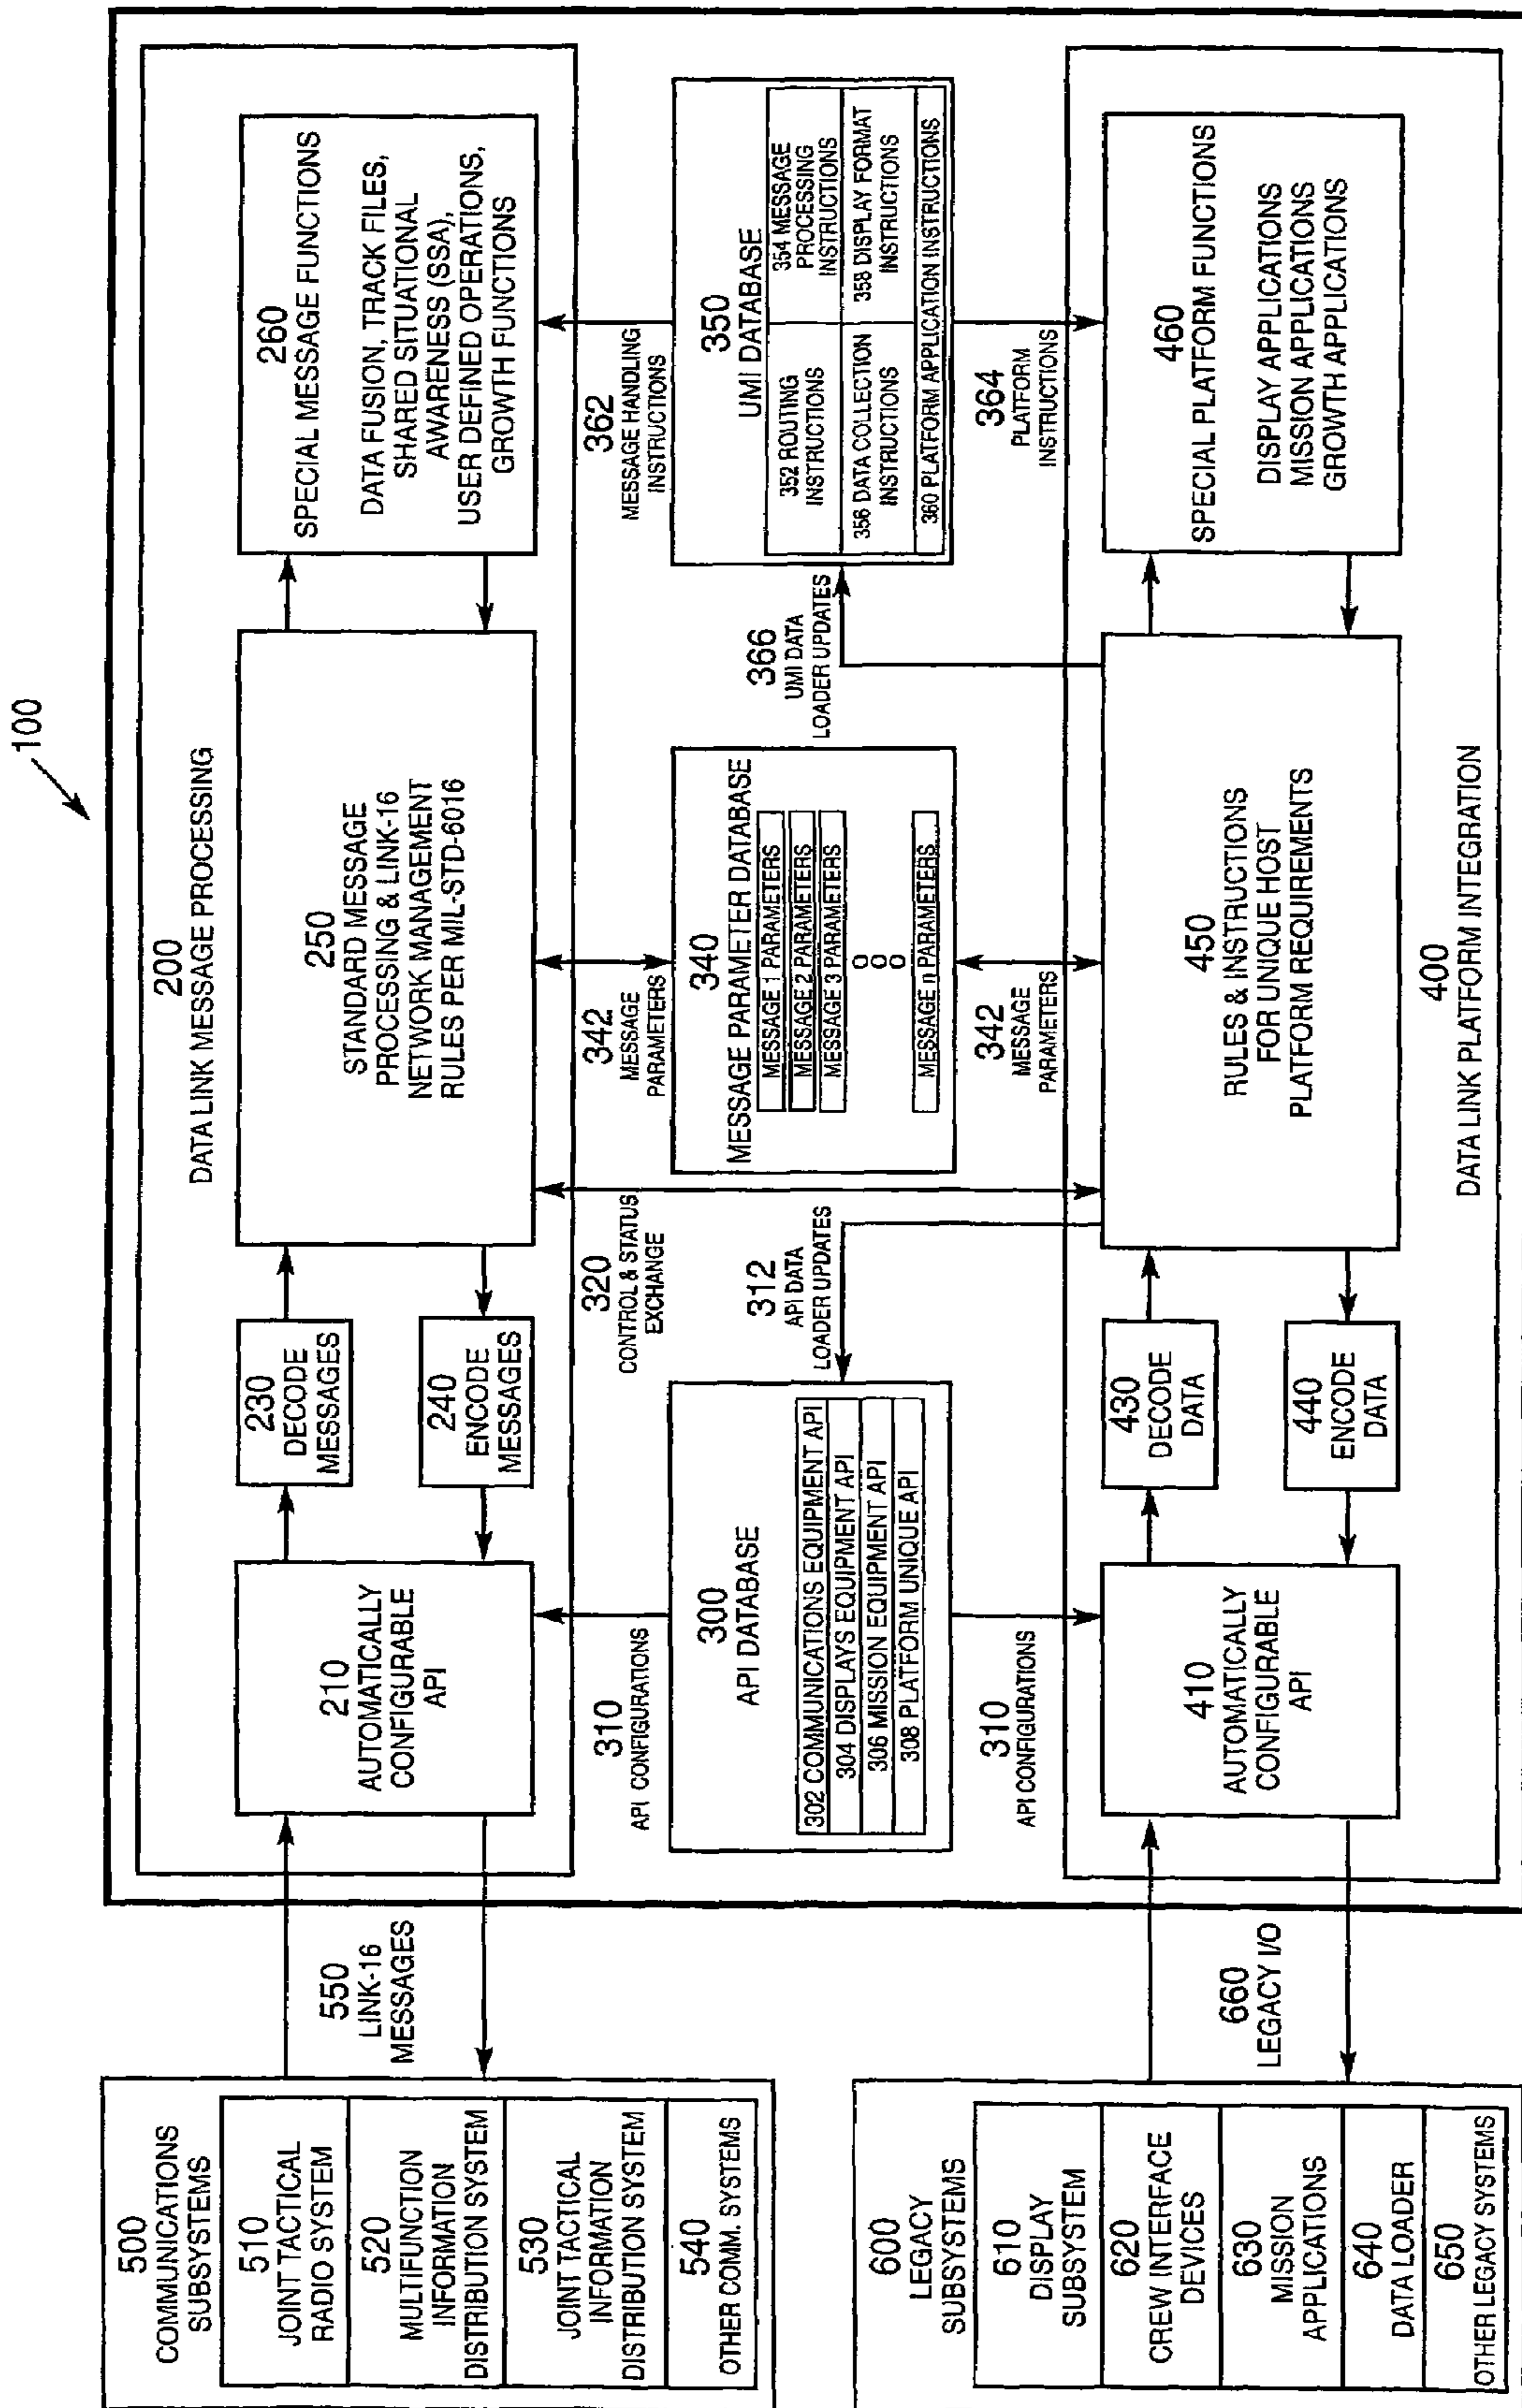 100
500
COMMUNICATIONS
SUBSYSTEMS
510
JOINT TACTICAL
RADIO SYSTEM
520
MULTIFUNCTION
INFORMATION
DISTRIBUTION SYSTEM
530
JOINT TACTICAL
INFORMATION
DISTRIBUTION SYSTEM
540
OTHER COMM. SYSTEMS
550
LINK-16
MESSAGES
200
DATA LINK MESSAGE PROCESSING
210
AUTOMATICALLY
CONFIGURABLE
API
230
DECODE
MESSAGES
240
ENCODE
MESSAGES
250
STANDARD MESSAGE
PROCESSING & LINK-16
NETWORK MANAGEMENT
RULES PER MIL-STD-6016
260
SPECIAL MESSAGE FUNCTIONS
DATA FUSION, TRACK FILES,
SHARED SITUATIONAL
AWARENESS (SSA),
USER DEFINED OPERATIONS,
GROWTH FUNCTIONS
310
API CONFIGURATIONS
320
CONTROL & STATUS
EXCHANGE
342
MESSAGE
PARAMETERS
362
MESSAGE HANDLING
INSTRUCTIONS
300
API DATABASE
302 COMMUNICATIONS EQUIPMENT API
304 DISPLAYS EQUIPMENT API
306 MISSION EQUIPMENT API
308 PLATFORM UNIQUE API
312
API DATA
LOADER UPDATES
340
MESSAGE PARAMETER DATABASE
MESSAGE 1 PARAMETERS
MESSAGE 2 PARAMETERS
MESSAGE 3 PARAMETERS
MESSAGE n PARAMETERS
366
UMI DATA
LOADER UPDATES
350
UMI DATABASE
352 ROUTING
INSTRUCTIONS
354 MESSAGE
PROCESSING
INSTRUCTIONS
356 DATA COLLECTION
INSTRUCTIONS
358 DISPLAY FORMAT
INSTRUCTIONS
360 PLATFORM APPLICATION INSTRUCTIONS
310
API CONFIGURATIONS
342
MESSAGE
PARAMETERS
364
PLATFORM
INSTRUCTIONS
600
LEGACY
SUBSYSTEMS
610
DISPLAY
SUBSYSTEM
620
CREW INTERFACE
DEVICES
630
MISSION
APPLICATIONS
640
DATA LOADER
650
OTHER LEGACY SYSTEMS
660
LEGACY I/O
410
AUTOMATICALLY
CONFIGURABLE
API
430
DECODE
DATA
440
ENCODE
DATA
450
RULES & INSTRUCTIONS
FOR UNIQUE HOST
PLATFORM REQUIREMENTS
460
SPECIAL PLATFORM FUNCTIONS
DISPLAY APPLICATIONS
MISSION APPLICATIONS
GROWTH APPLICATIONS
400
DATA LINK PLATFORM INTEGRATION